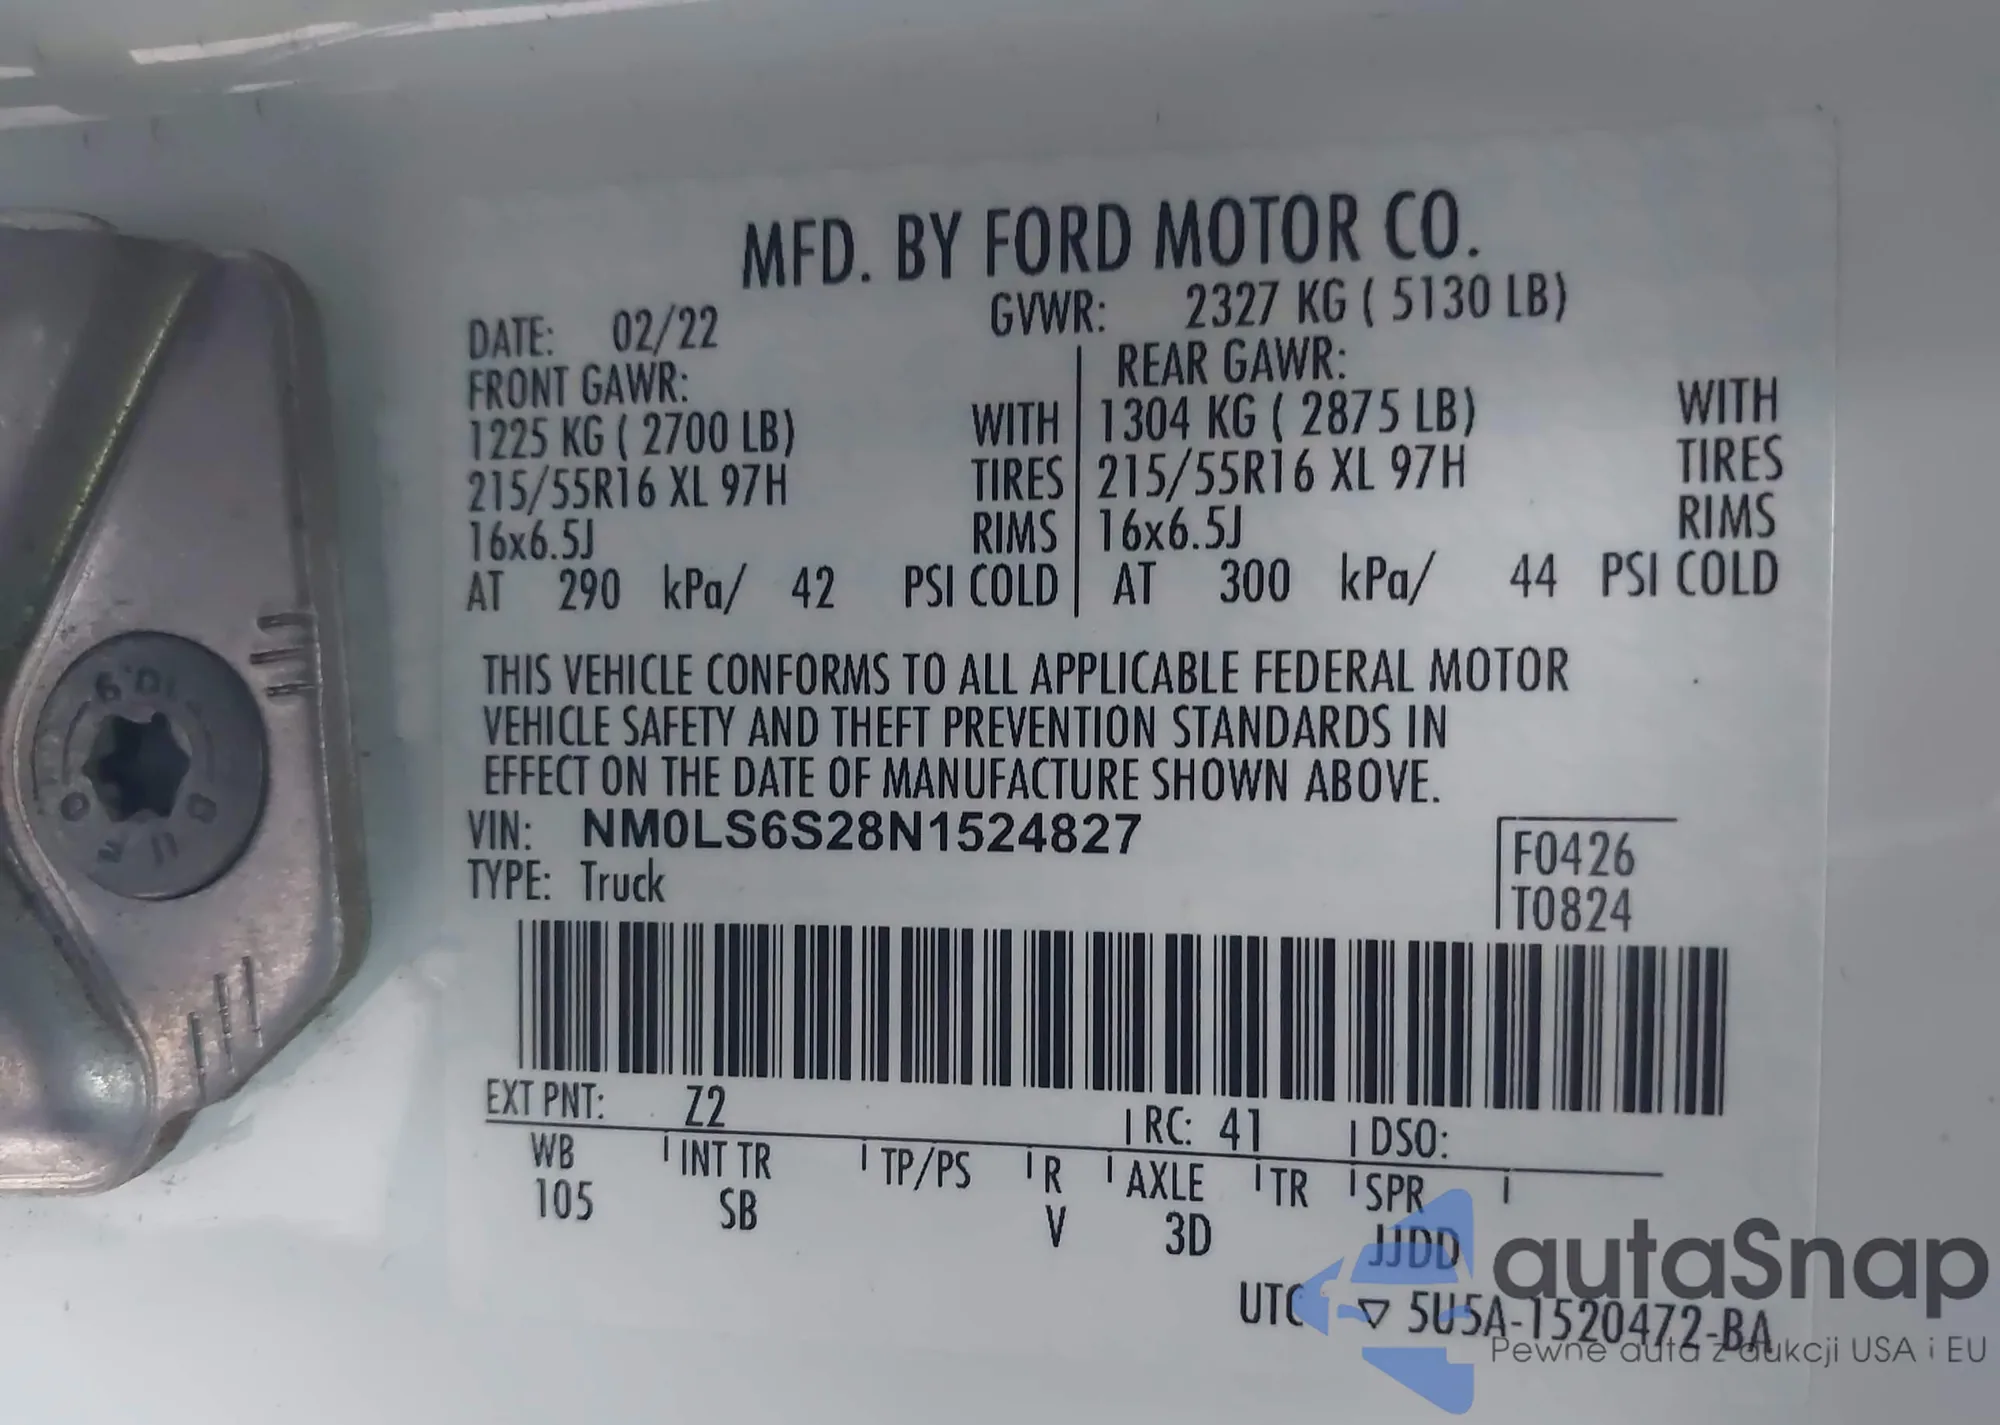 MFD. BY FORD MOTOR CO.
DATE: 02/22 GVWR: 2327 KG ( 5130 LB)
FRONT GAWR: REAR GAWR:
1225 KG ( 2700 LB) WITH 1304 KG ( 2875 LB) WITH
215/55R16 XL 97H TIRES 215/55R16 XL 97H TIRES
16x6.5J RIMS 16x6.5J RIMS
AT 290 kPa/ 42 PSI COLD AT 300 kPa/ 44 PSI COLD
THIS VEHICLE CONFORMS TO ALL APPLICABLE FEDERAL MOTOR
VEHICLE SAFETY AND THEFT PREVENTION STANDARDS IN
EFFECT ON THE DATE OF MANUFACTURE SHOWN ABOVE.
VIN: NM0LS6S28N1524827
TYPE: Truck
F0426
T0824
EXT PNT: Z2 RC: 41 DSO:
WB INT TR TP/PS R AXLE TR SPR
105 SB V 3D JJDD
UTC ▽ 5U5A-1520472-BA
autaSnap
Pewne auta z aukcji USA i EU